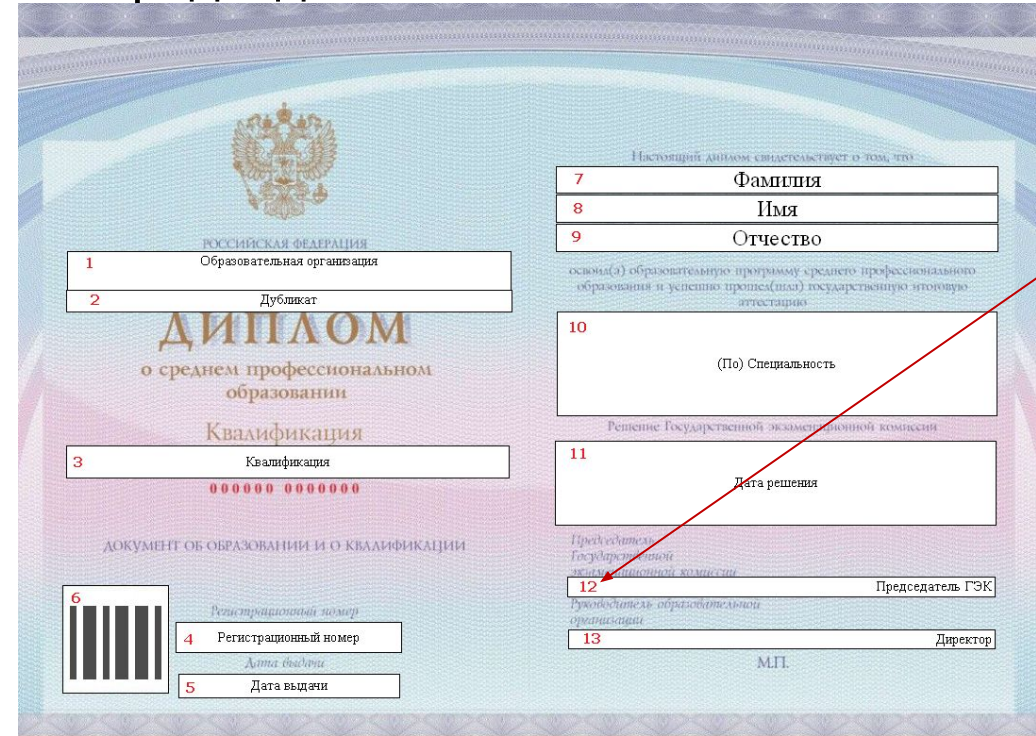 РОССИЙСКАЯ ФЕДЕРАЦИЯ
1 Образовательная организация
2 Дубликат
ДИПЛОМ
о среднем профессиональном
образовании
Квалификация
3 Квалификация
000000 0000000
ДОКУМЕНТ ОБ ОБРАЗОВАНИИ И О КВАЛИФИКАЦИИ
6
Регистрационный номер
4 Регистрационный номер
Дата выдачи
5 Дата выдачи
Настоящий диплом свидетельствует о том, что
7 Фамилия
8 Имя
9 Отчество
освоил(а) образовательную программу среднего профессионального
образования и успешно прошел(шла) государственную итоговую
аттестацию
10
(По) Специальность
Решение Государственной экзаменационной комиссии
11
Дата решения
Председатель
Государственной
экзаменационной комиссии
12 Председатель ГЭК
Руководитель образовательной
организации
13 Директор
М.П.